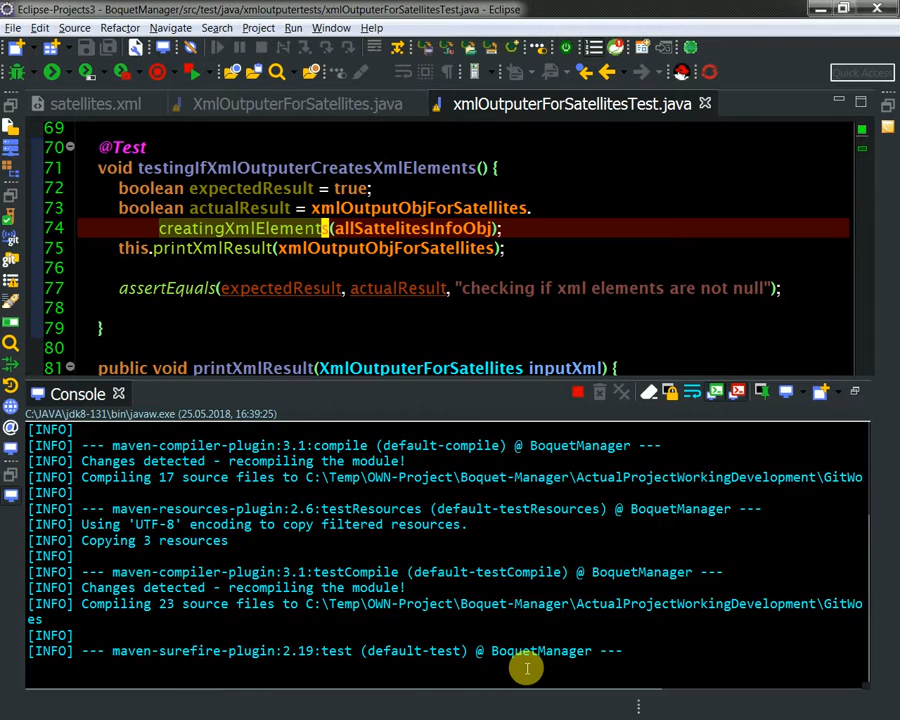 Eclipse-Projects3 - BoquetManager/src/test/java/xmloutputertests/xmlOutputerForSatellitesTest.java - Eclipse
File Edit Source Refactor Navigate Search Project Run Window Help
Quick Access
satellites.xml XmlOutputerForSatellites.java xmlOutputerForSatellitesTest.java
69
70 @Test
71 void testingIfXmlOutputerCreatesXmlElements() {
72 boolean expectedResult = true;
73 boolean actualResult = xmlOutputObjForSatellites.
74 creatingXmlElements(allSattelitesInfoObj);
75 this.printXmlResult(xmlOutputObjForSatellites);
76
77 assertEquals(expectedResult, actualResult, "checking if xml elements are not null");
78
79 }
80
81 public void printXmlResult(XmlOutputerForSatellites inputXml) {
Console
C:\JAVA\jdk8-131\bin\javaw.exe (25.05.2018, 16:39:25)
[INFO]
[INFO] --- maven-compiler-plugin:3.1:compile (default-compile) @ BoquetManager ---
[INFO] Changes detected - recompiling the module!
[INFO] Compiling 17 source files to C:\Temp\OWN-Project\Boquet-Manager\ActualProjectWorkingDevelopment\GitWo
[INFO]
[INFO] --- maven-resources-plugin:2.6:testResources (default-testResources) @ BoquetManager ---
[INFO] Using 'UTF-8' encoding to copy filtered resources.
[INFO] Copying 3 resources
[INFO]
[INFO] --- maven-compiler-plugin:3.1:testCompile (default-testCompile) @ BoquetManager ---
[INFO] Changes detected - recompiling the module!
[INFO] Compiling 23 source files to C:\Temp\OWN-Project\Boquet-Manager\ActualProjectWorkingDevelopment\GitWo
es
[INFO]
[INFO] --- maven-surefire-plugin:2.19:test (default-test) @ BoquetManager ---